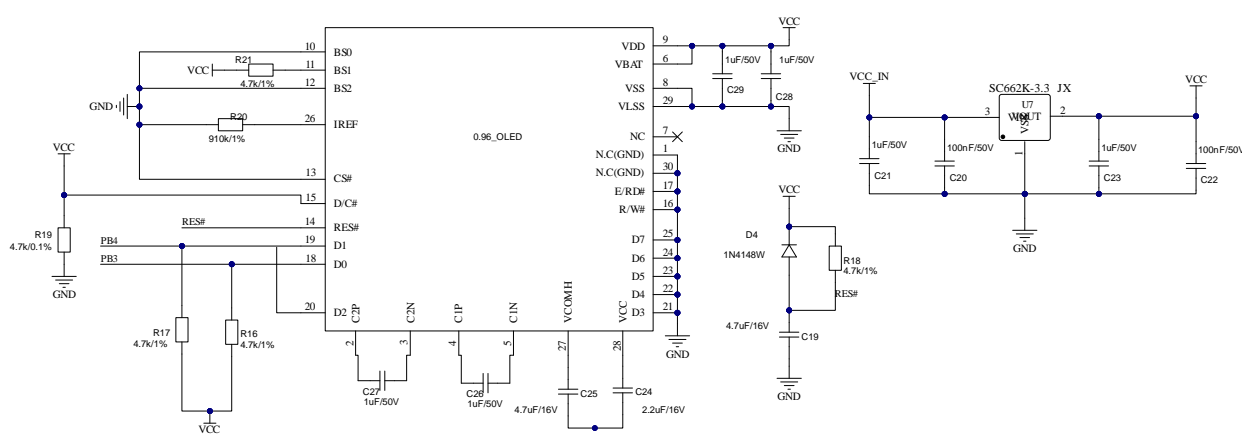 10 BS0
R21
VCC 11 BS1
4.7k/1%
12 BS2
GND
R20
26 IREF
910k/1%
VCC
13 CS#
15 D/C#
RES# 14 RES#
R19
4.7k/0.1%
PB4 19 D1
PB3 18 D0
GND
20 D2
R17
4.7k/1%
R16
4.7k/1%
VCC
0.96_OLED
C2P
C2N
C1P
C1N
VCOMH
VCC
2
3
4
5
27
28
C27
1uF/50V
C26
1uF/50V
C25
4.7uF/16V
C24
2.2uF/16V
VDD 9
VBAT 6
VSS 8
VLSS 29
NC 7
N.C(GND) 1
N.C(GND) 30
E/RD# 17
R/W# 16
D7 25
D6 24
D5 23
D4 22
D3 21
GND
VCC
1uF/50V
C29
1uF/50V
C28
GND
VCC
D4
1N4148W
R18
4.7k/1%
RES#
4.7uF/16V
C19
GND
VCC_IN
SC662K-3.3 JX
U7
3
2
1
VCC
1uF/50V
C21
100nF/50V
C20
1uF/50V
C23
100nF/50V
C22
GND